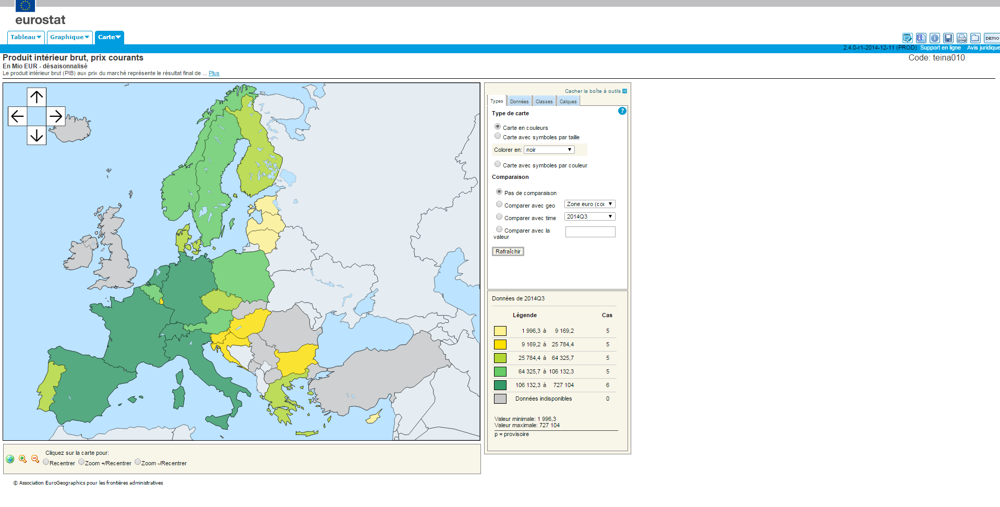 eurostat
Tableau Graphique Carte
DEMO
2.4.0-r1-2014-12-11 (PROD) Support en ligne Avis juridique
Produit intérieur brut, prix courants
Code: teina010
En Mio EUR - désaisonnalisé
Le produit intérieur brut (PIB) aux prix du marché représente le résultat final de ... Plus
Cacher la boîte à outils
Types Données Classes Calques
Type de carte
?
Carte en couleurs
Carte avec symboles par taille
Colorer en: noir
Carte avec symboles par couleur
Comparaison
Pas de comparaison
Comparer avec geo Zone euro (coı
Comparer avec time 2014Q3
Comparer avec la
valeur
Rafraîchir
Données de 2014Q3
Légende Cas
1 996,3 à 9 169,2 5
9 169,2 à 25 784,4 5
25 784,4 à 64 325,7 5
64 325,7 à 106 132,3 5
106 132,3 à 727 104 6
Données indisponibles 0
Valeur minimale: 1 996,3
Valeur maximale: 727 104
p = provisoire
Cliquez sur la carte pour:
Recentrer Zoom +/Recentrer Zoom -/Recentrer
© Association EuroGeographics pour les frontières administratives